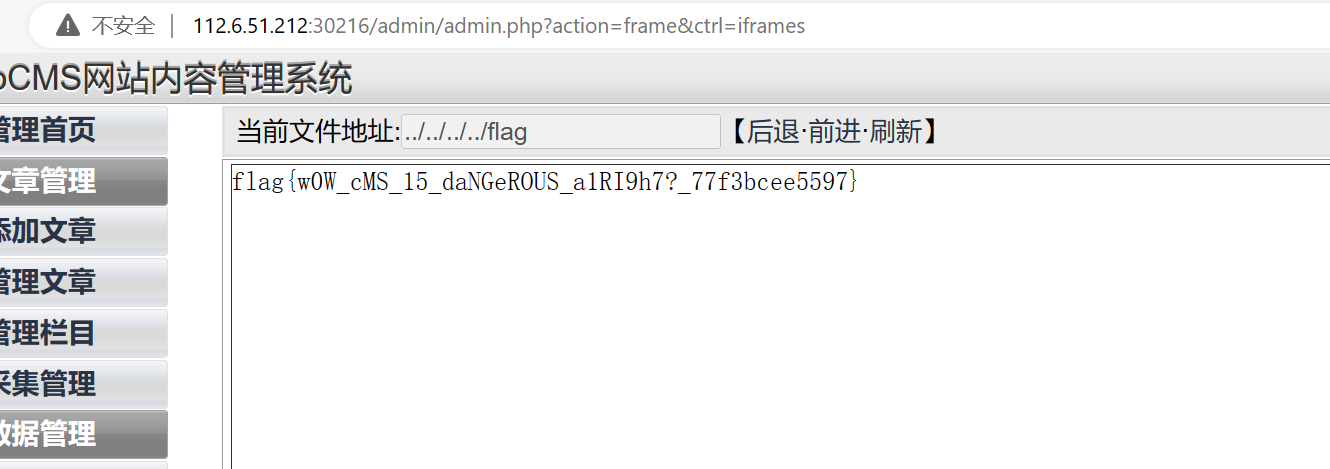 不安全 | 112.6.51.212:30216/admin/admin.php?action=frame&ctrl=iframes
CMS网站内容管理系统
管理首页
当前文件地址:../../../../flag 【后退·前进·刷新】
文章管理
flag{w0W_cMS_15_daNGeROUS_a1RI9h7?_77f3bcee5597}
添加文章
管理文章
管理栏目
采集管理
数据管理